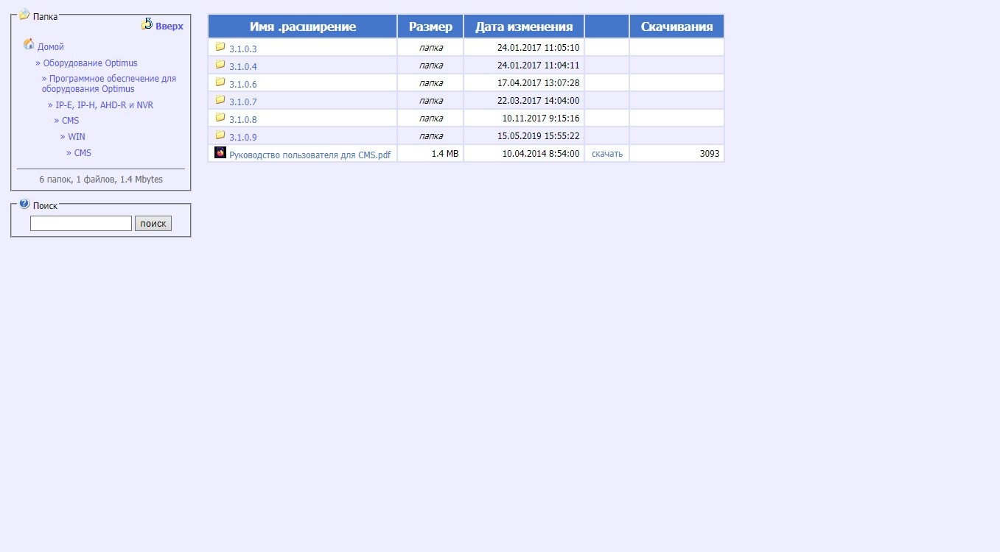 Папка
Вверх
Домой
» Оборудование Optimus
» Программное обеспечение для
оборудования Optimus
» IP-E, IP-H, AHD-R и NVR
» CMS
» WIN
» CMS
6 папок, 1 файлов, 1.4 Mbytes
Поиск
поиск
Имя .расширение Размер Дата изменения Скачивания
3.1.0.3 папка 24.01.2017 11:05:10
3.1.0.4 папка 24.01.2017 11:04:11
3.1.0.6 папка 17.04.2017 13:07:28
3.1.0.7 папка 22.03.2017 14:04:00
3.1.0.8 папка 10.11.2017 9:15:16
3.1.0.9 папка 15.05.2019 15:55:22
Руководство пользователя для CMS.pdf 1.4 MB 10.04.2014 8:54:00 скачать 3093